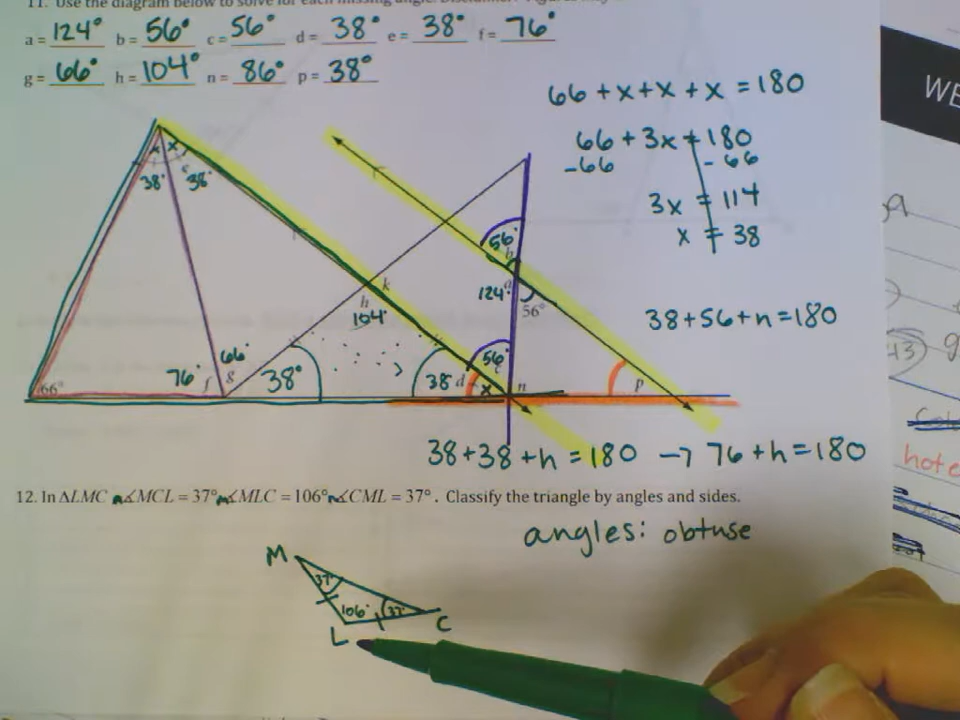 11. Use the diagram below to solve for each missing angle.
a = 124° b = 56° c = 56° d = 38° e = 38° f = 76°
g = 66° h = 104° n = 86° p = 38°
66 + x + x + x = 180
66 + 3x = 180
-66 - 66
3x = 114
x = 38
WE
x x
38° 38°
56°
b
k
h
124°
56°
104°
38+56+n=180
66°
76° f g 38° 38° d 56° x n p
66°
38+38+h=180 → 76+h=180
12. In ΔLMC m∡MCL = 37° m∡MLC = 106° m∡CML = 37°. Classify the triangle by angles and sides.
angles: obtuse
M
37°
106° 37°
L C
hote